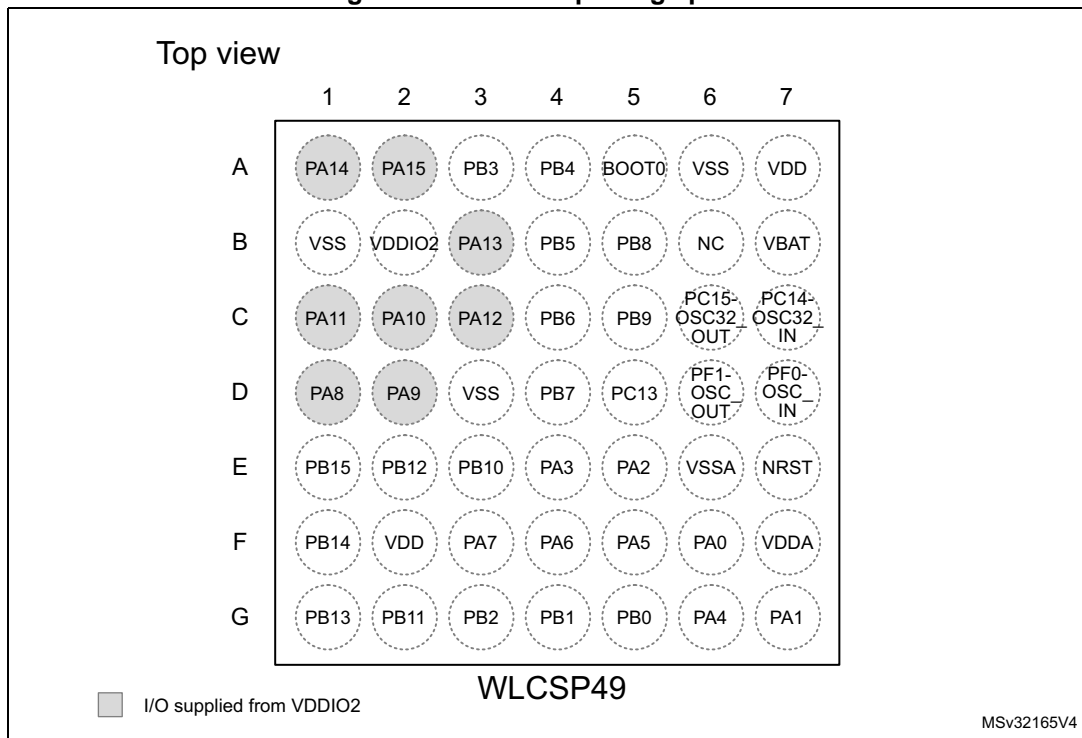 Top view
1 2 3 4 5 6 7
A PA14 PA15 PB3 PB4 BOOT0 VSS VDD
B VSS VDDIO2 PA13 PB5 PB8 NC VBAT
C PA11 PA10 PA12 PB6 PB9 PC15-OSC32_OUT PC14-OSC32_IN
D PA8 PA9 VSS PB7 PC13 PF1-OSC_OUT PF0-OSC_IN
E PB15 PB12 PB10 PA3 PA2 VSSA NRST
F PB14 VDD PA7 PA6 PA5 PA0 VDDA
G PB13 PB11 PB2 PB1 PB0 PA4 PA1
WLCSP49
I/O supplied from VDDIO2
MSv32165V4